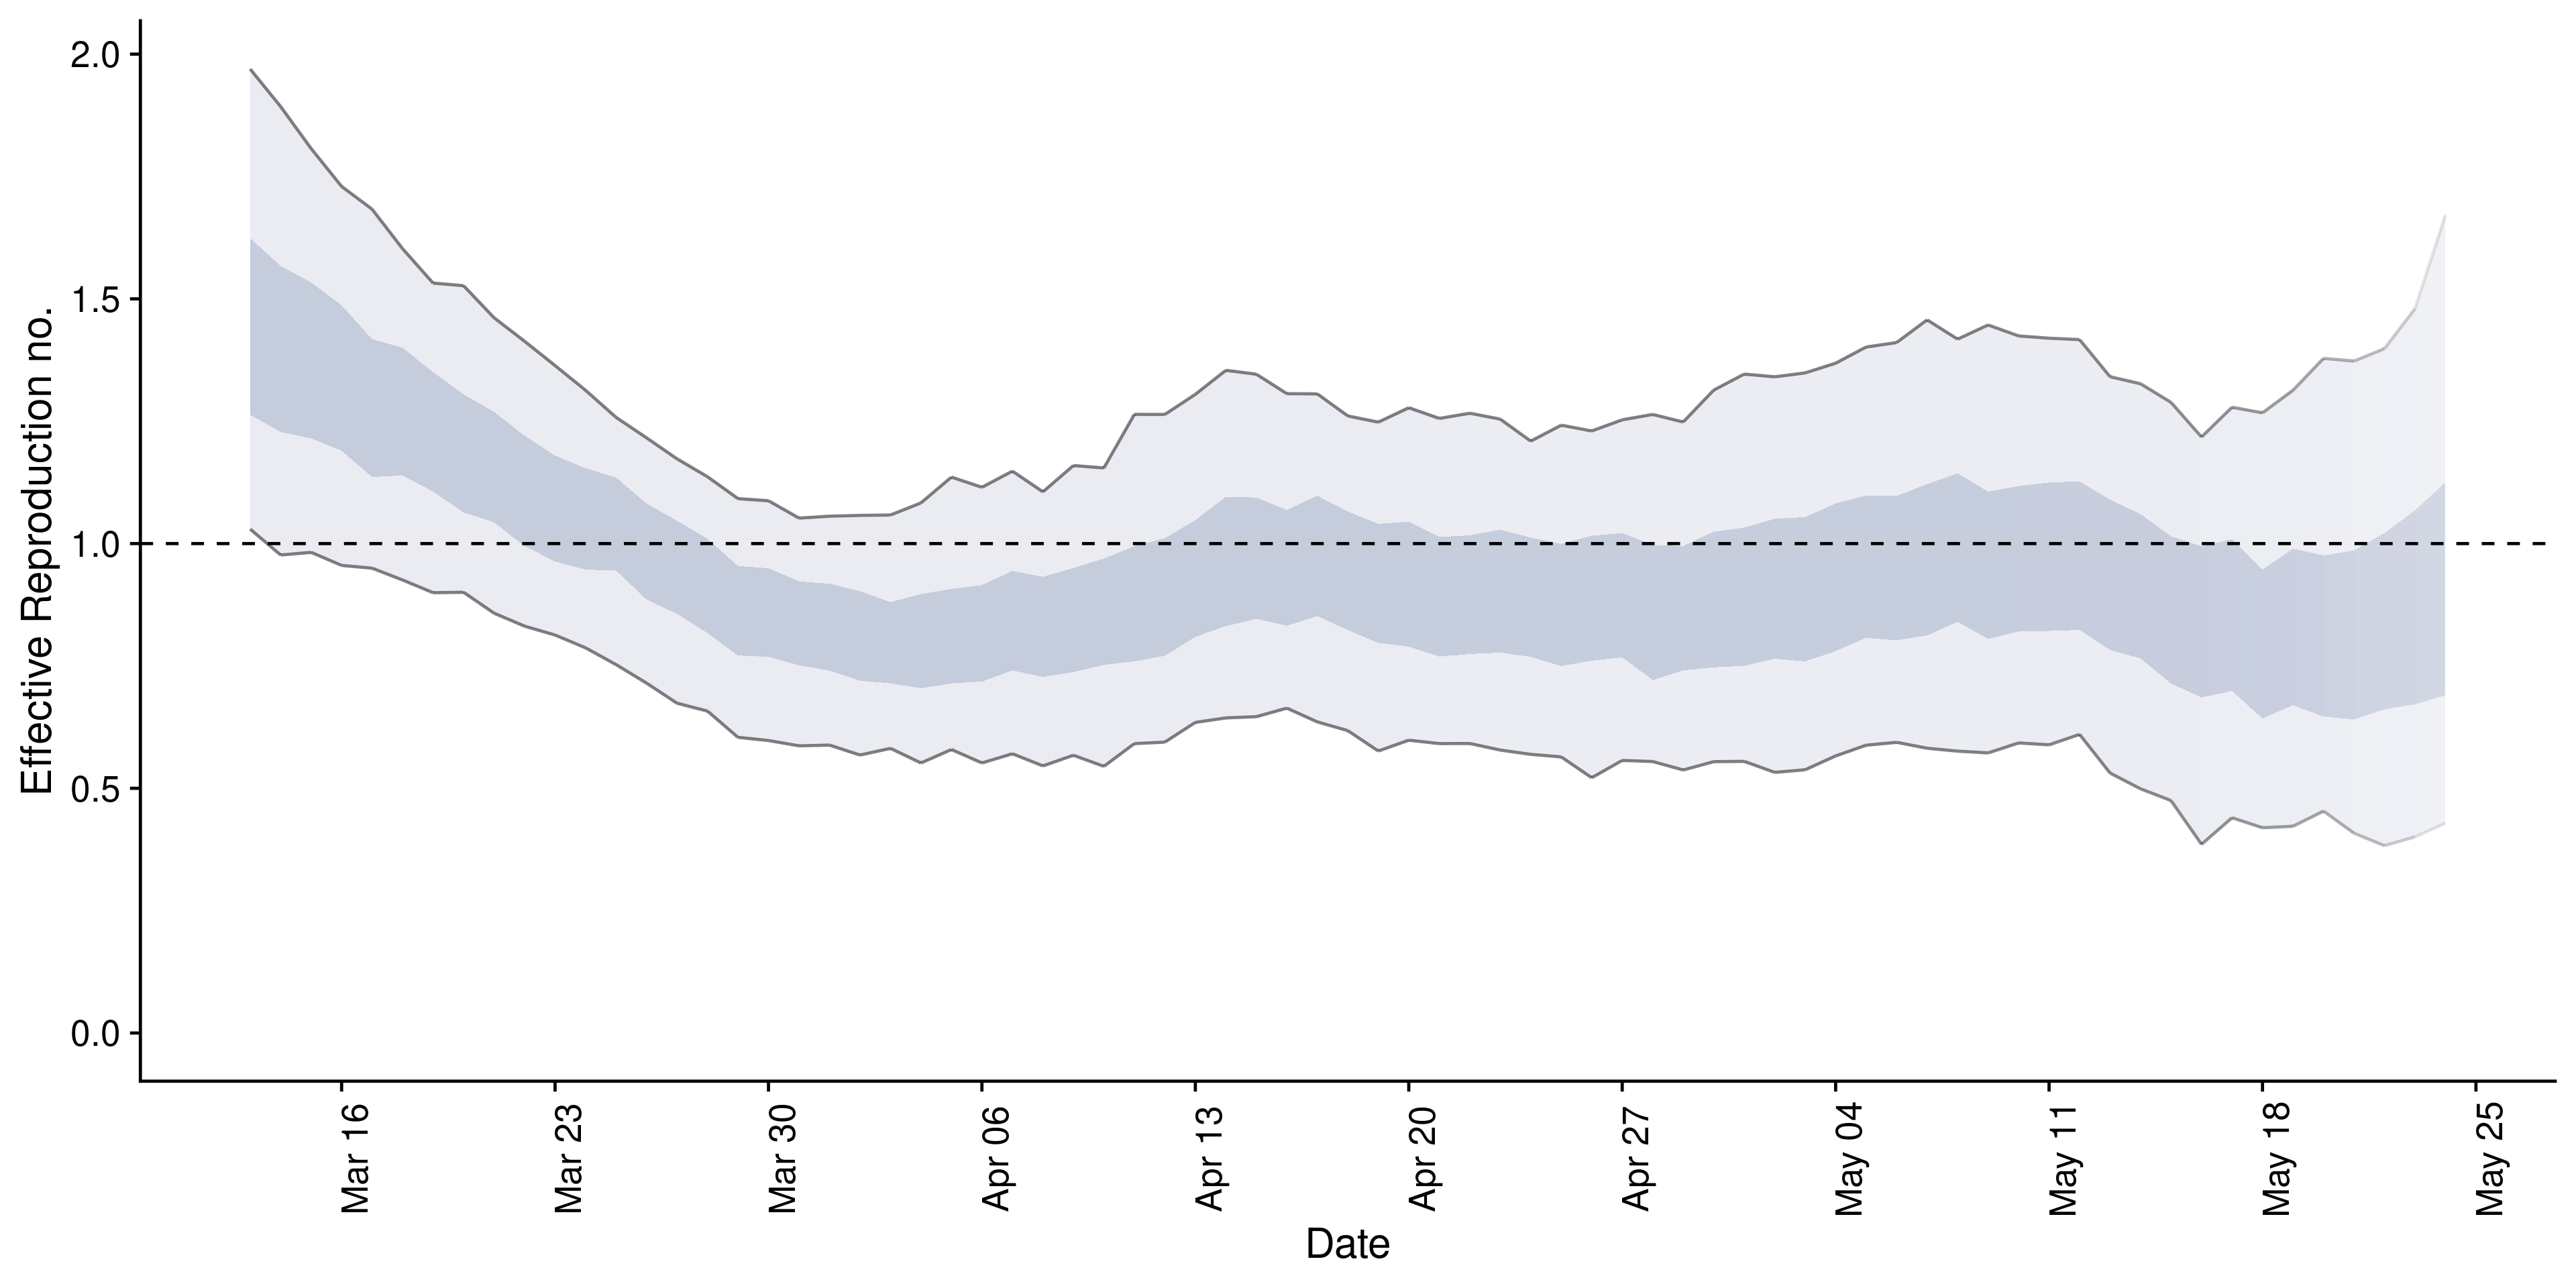 Effective Reproduction no.
2.0
1.5
1.0
0.5
0.0
Mar 16
Mar 23
Mar 30
Apr 06
Apr 13
Apr 20
Apr 27
May 04
May 11
May 18
May 25
Date